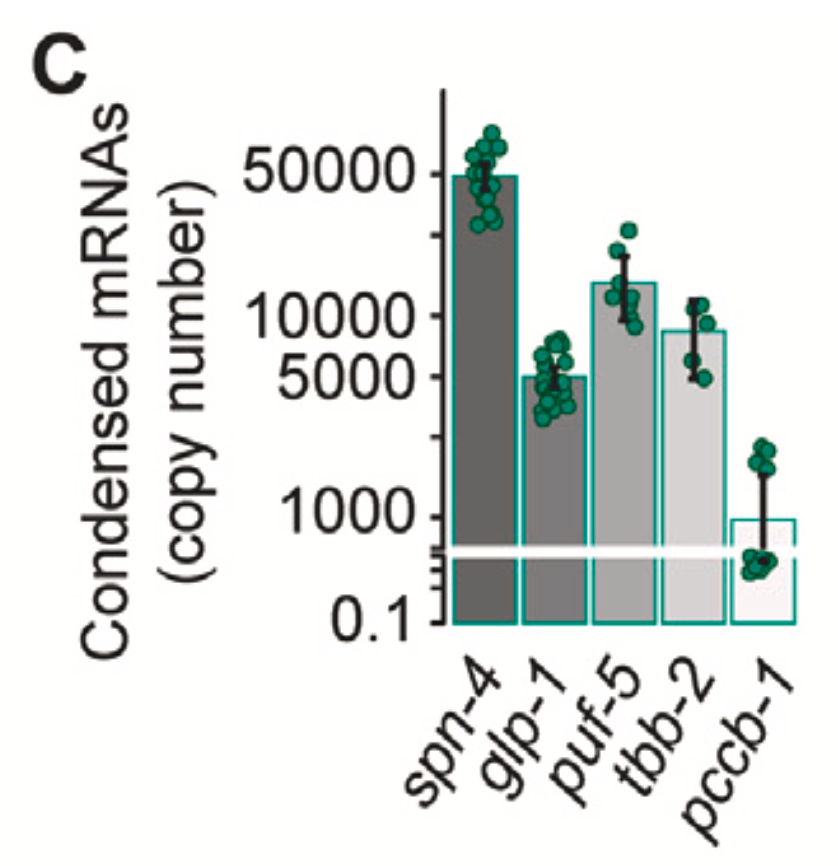 C
Condensed mRNAs
(copy number)
50000
10000
5000
1000
0.1
spn-4
glp-1
puf-5
tbb-2
pccb-1